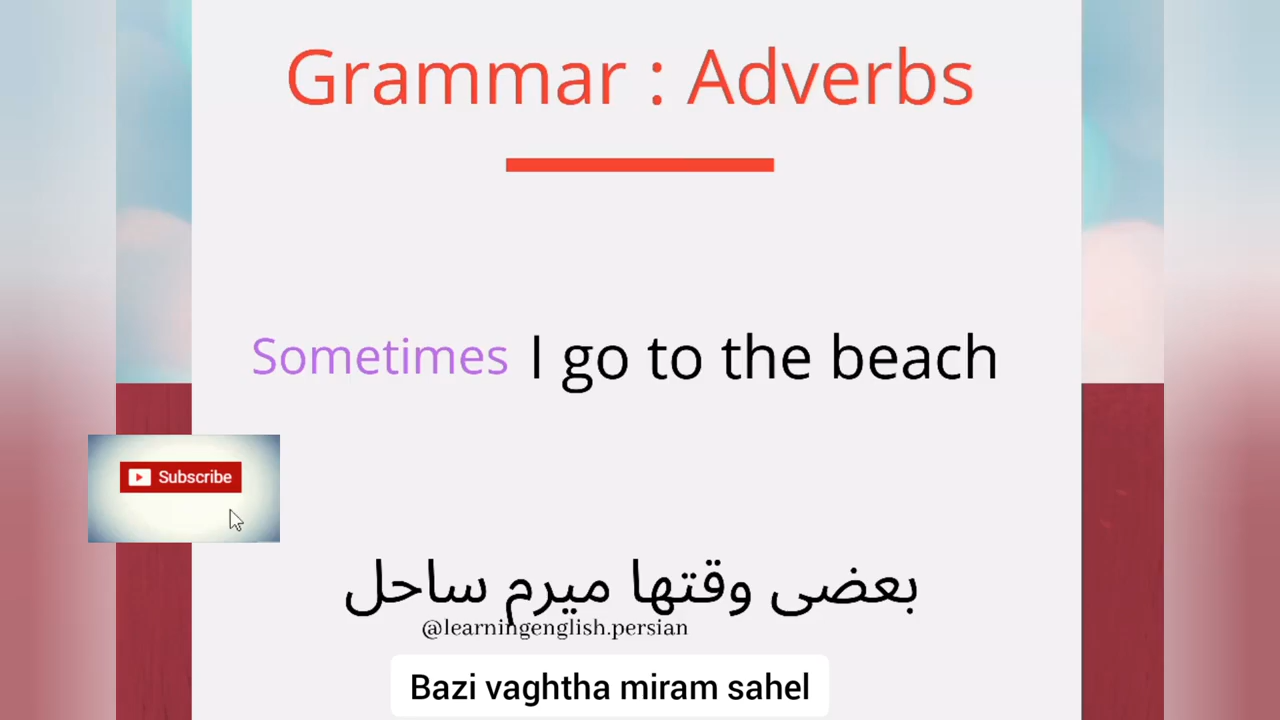 Grammar : Adverbs
Sometimes I go to the beach
Subscribe
بعضی وقتها میرم ساحل
@learningenglish.persian
Bazi vaghtha miram sahel